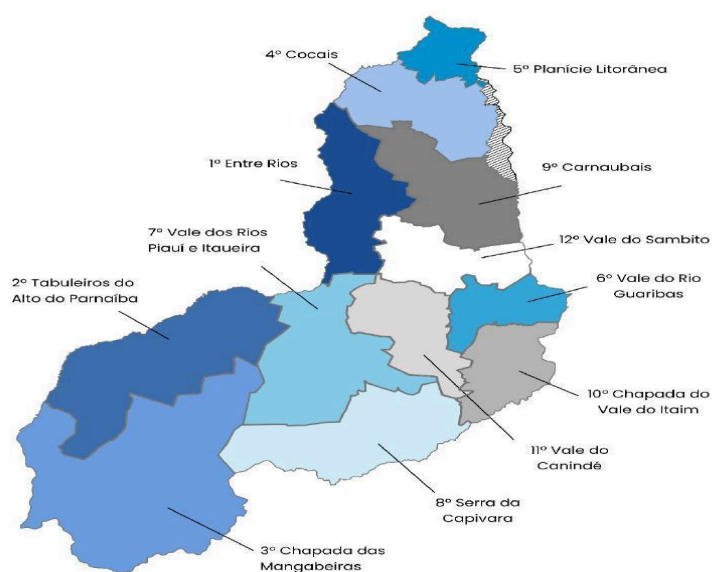 4º Cocais
5º Planície Litorânea
1º Entre Rios
9º Carnaubais
7º Vale dos Rios
Piauí e Itaueira
12º Vale do Sambito
2º Tabuleiros do
Alto do Parnaíba
6º Vale do Rio
Guaribas
10º Chapada do
Vale do Itaim
11º Vale do
Canindé
8º Serra da
Capivara
3º Chapada das
Mangabeiras